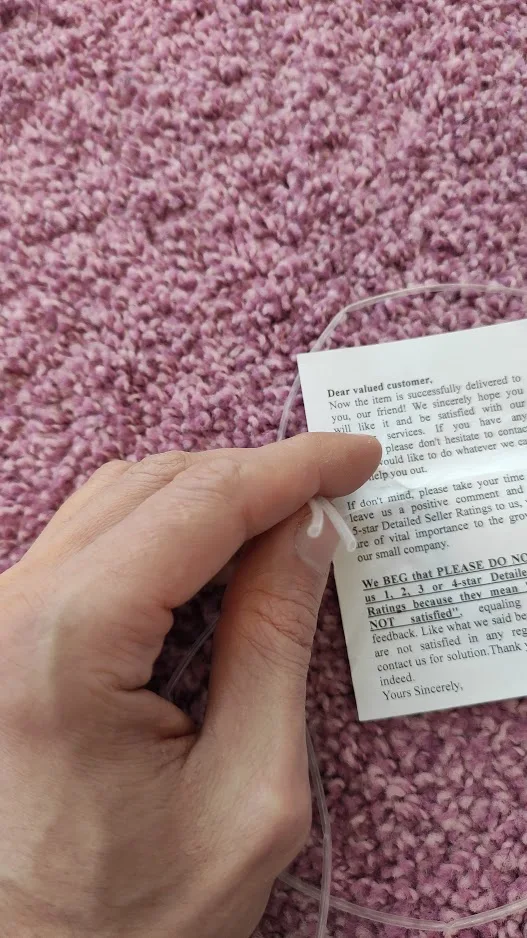 Dear valued customer,
Now the item is successfully delivered to
you, our friend! We sincerely hope you
will like it and be satisfied with our
services. If you have any
please don't hesitate to contac
would like to do whatever we ca
help you out.
If don't mind, please take your time
leave us a positive comment and
5-star Detailed Seller Ratings to us,
are of vital importance to the gro
our small company.
We BEG that PLEASE DO NO
us 1, 2, 3 or 4-star Detaile
Ratings because they mean
NOT satisfied", equaling
feedback. Like what we said be
are not satisfied in any reg
contact us for solution.Thank y
indeed.
Yours Sincerely,